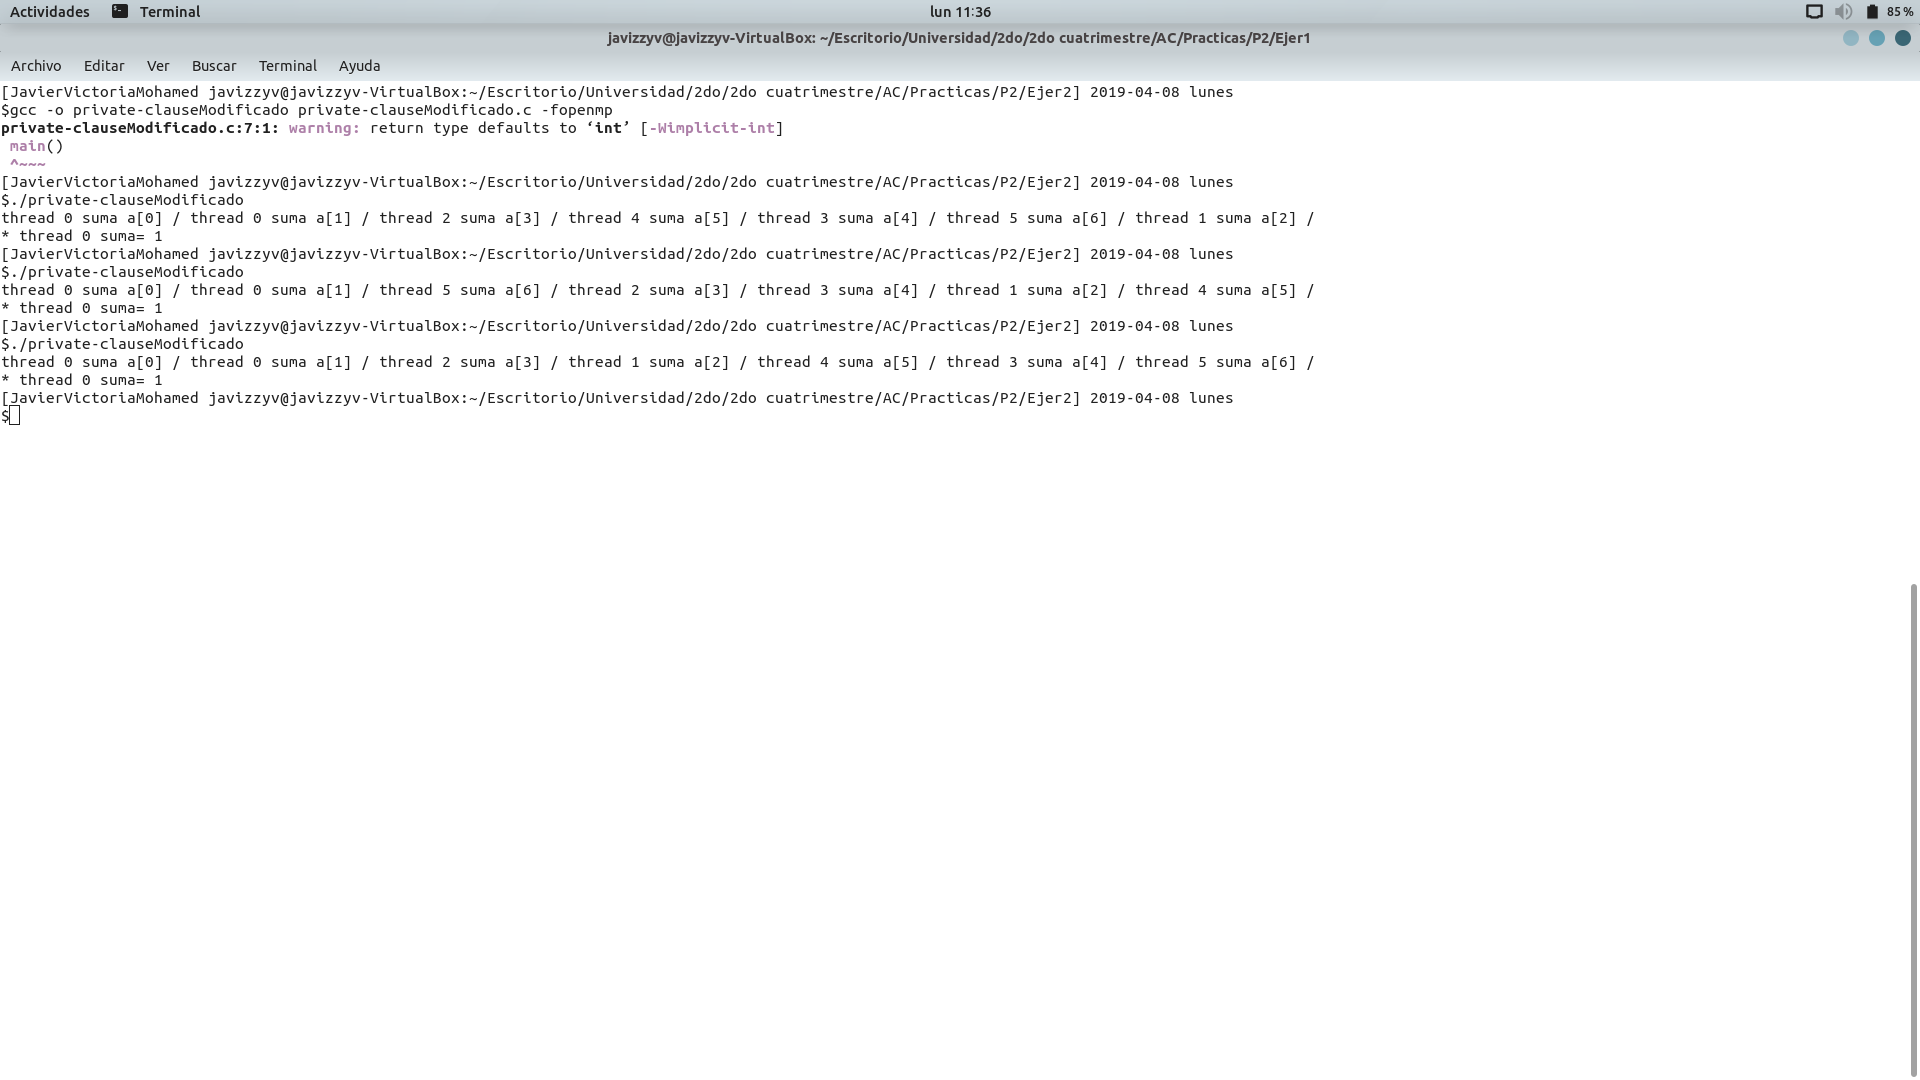 Actividades Terminal lun 11:36 85 %
javizzyv@javizzyv-VirtualBox: ~/Escritorio/Universidad/2do/2do cuatrimestre/AC/Practicas/P2/Ejer1
Archivo Editar Ver Buscar Terminal Ayuda
[JavierVictoriaMohamed javizzyv@javizzyv-VirtualBox:~/Escritorio/Universidad/2do/2do cuatrimestre/AC/Practicas/P2/Ejer2] 2019-04-08 lunes
$gcc -o private-clauseModificado private-clauseModificado.c -fopenmp
private-clauseModificado.c:7:1: warning: return type defaults to ‘int’ [-Wimplicit-int]
 main()
 ^~~~
[JavierVictoriaMohamed javizzyv@javizzyv-VirtualBox:~/Escritorio/Universidad/2do/2do cuatrimestre/AC/Practicas/P2/Ejer2] 2019-04-08 lunes
$./private-clauseModificado
thread 0 suma a[0] / thread 0 suma a[1] / thread 2 suma a[3] / thread 4 suma a[5] / thread 3 suma a[4] / thread 5 suma a[6] / thread 1 suma a[2] /
* thread 0 suma= 1
[JavierVictoriaMohamed javizzyv@javizzyv-VirtualBox:~/Escritorio/Universidad/2do/2do cuatrimestre/AC/Practicas/P2/Ejer2] 2019-04-08 lunes
$./private-clauseModificado
thread 0 suma a[0] / thread 0 suma a[1] / thread 5 suma a[6] / thread 2 suma a[3] / thread 3 suma a[4] / thread 1 suma a[2] / thread 4 suma a[5] /
* thread 0 suma= 1
[JavierVictoriaMohamed javizzyv@javizzyv-VirtualBox:~/Escritorio/Universidad/2do/2do cuatrimestre/AC/Practicas/P2/Ejer2] 2019-04-08 lunes
$./private-clauseModificado
thread 0 suma a[0] / thread 0 suma a[1] / thread 2 suma a[3] / thread 1 suma a[2] / thread 4 suma a[5] / thread 3 suma a[4] / thread 5 suma a[6] /
* thread 0 suma= 1
[JavierVictoriaMohamed javizzyv@javizzyv-VirtualBox:~/Escritorio/Universidad/2do/2do cuatrimestre/AC/Practicas/P2/Ejer2] 2019-04-08 lunes
$